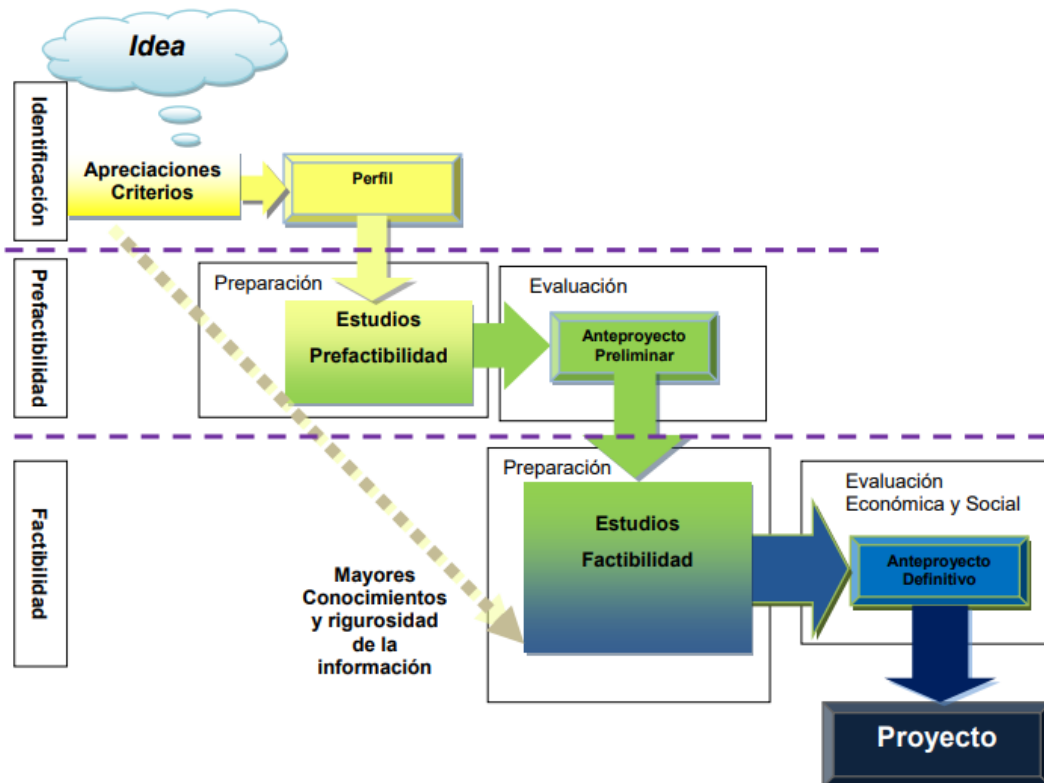 Idea
Identificación
Apreciaciones
Criterios
Perfil
Prefactibilidad
Preparación
Estudios
Prefactibilidad
Evaluación
Anteproyecto
Preliminar
Factibilidad
Mayores
Conocimientos
y rigurosidad
de la
información
Preparación
Estudios
Factibilidad
Evaluación
Económica y Social
Anteproyecto
Definitivo
Proyecto